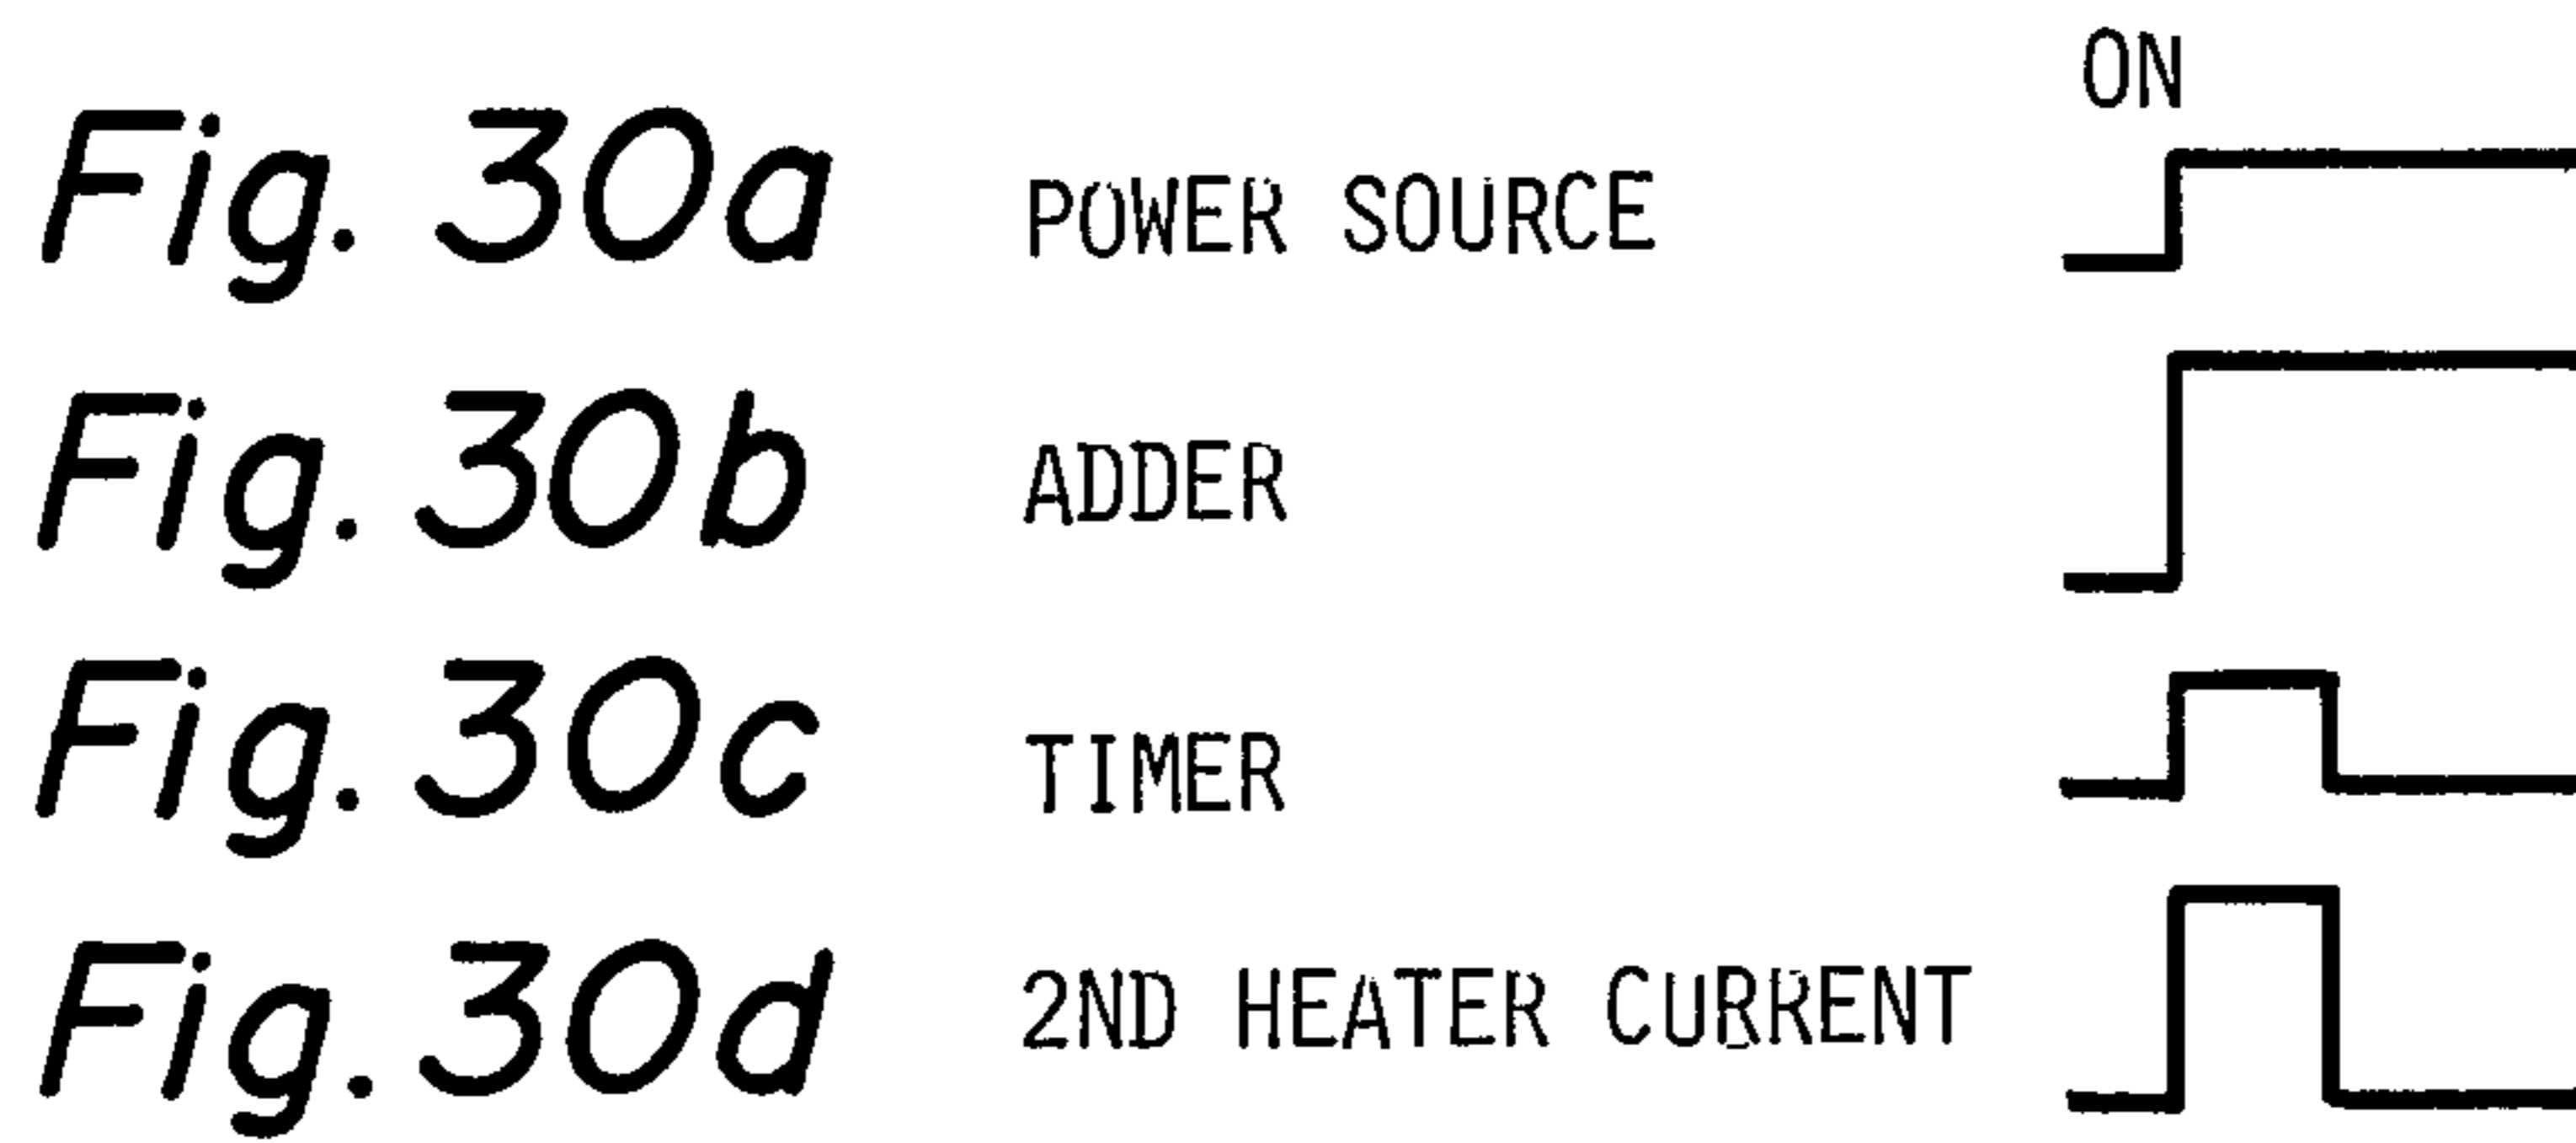 ON
Fig. 30a POWER SOURCE
Fig. 30b ADDER
Fig. 30c TIMER
Fig. 30d 2ND HEATER CURRENT